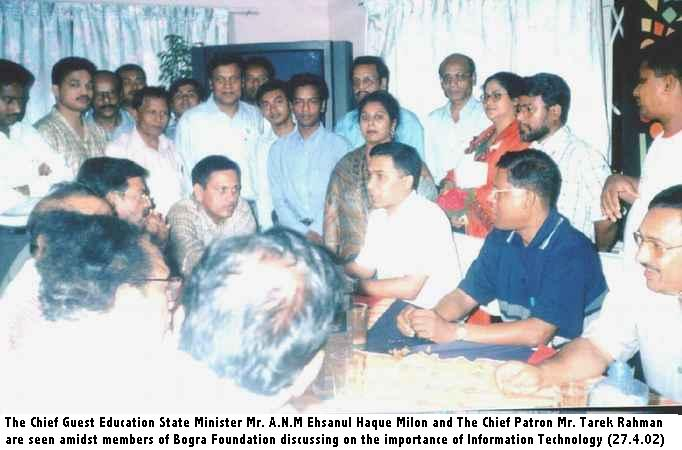 The Chief Guest Education State Minister Mr. A.N.M Ehsanul Haque Milon and The Chief Patron Mr. Tarek Rahman
are seen amidst members of Bogra Foundation discussing on the importance of Information Technology (27.4.02)